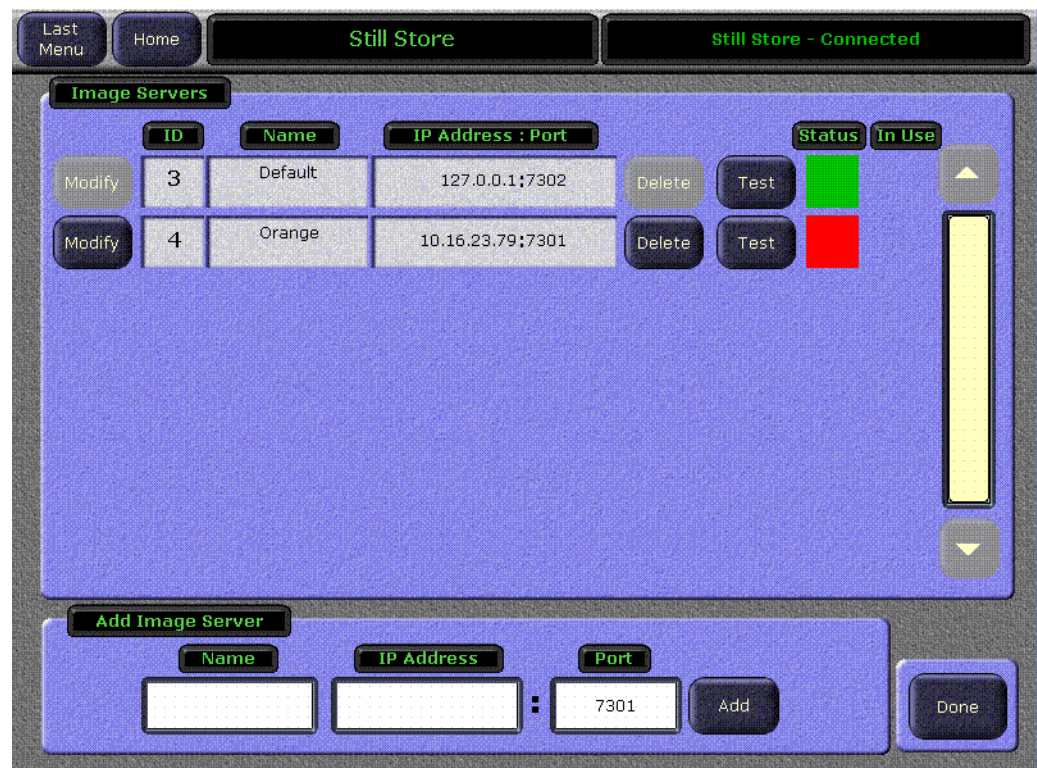 Last
Menu
Home
Still Store
Still Store - Connected
Image Servers
ID
Name
IP Address : Port
Status
In Use
Modify
3
Default
127.0.0.1:7302
Delete
Test
Modify
4
Orange
10.16.23.79:7301
Delete
Test
Add Image Server
Name
IP Address
Port
:
7301
Add
Done